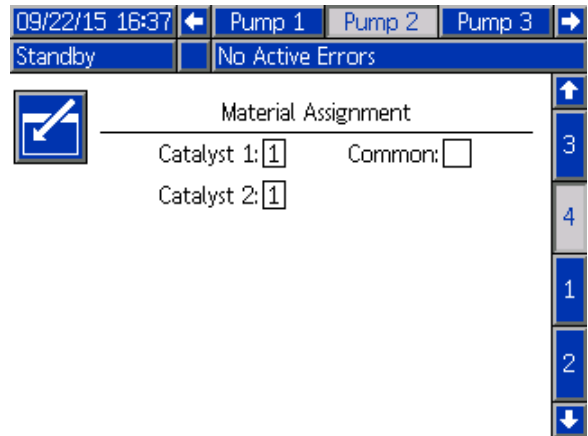 09/22/15 16:37 Pump 1 Pump 2 Pump 3
Standby No Active Errors
Material Assignment
Catalyst 1: 1 Common:
Catalyst 2: 1
3
4
1
2